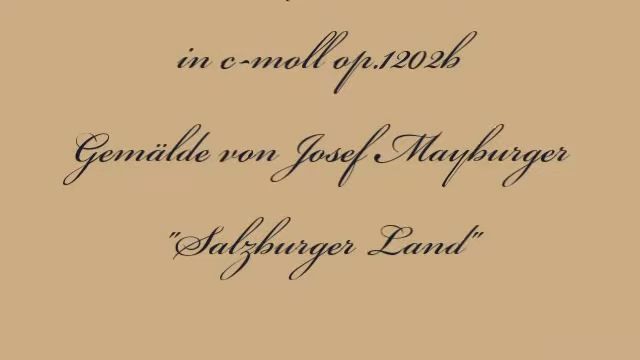 in c-moll op.1202b
Gemälde von Josef Mayburger
"Salzburger Land"